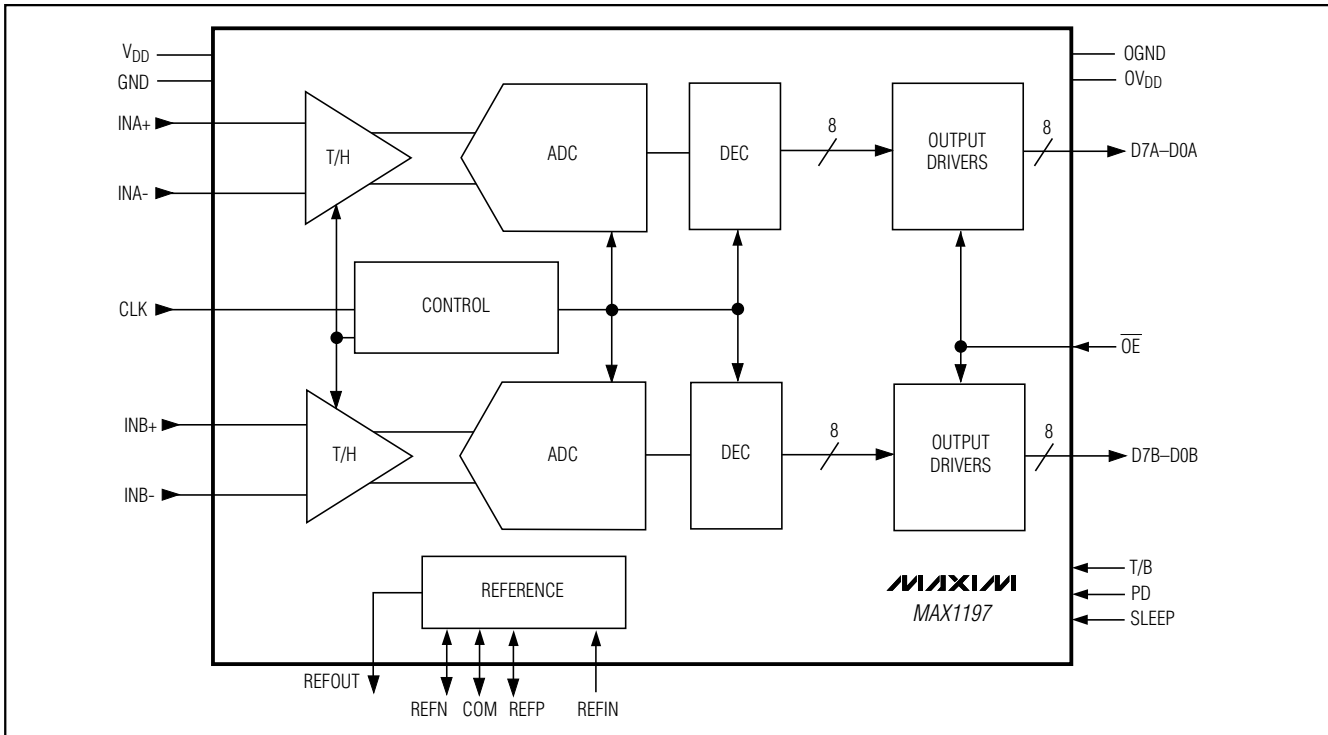 VDD
GND
OGND
OVDD
INA+
INA-
T/H
ADC
DEC
8
OUTPUT
DRIVERS
8
D7A–D0A
CLK
CONTROL
OE
INB+
INB-
T/H
ADC
DEC
8
OUTPUT
DRIVERS
8
D7B–D0B
REFERENCE
MAXIM
MAX1197
T/B
PD
SLEEP
REFOUT
REFN
COM
REFP
REFIN